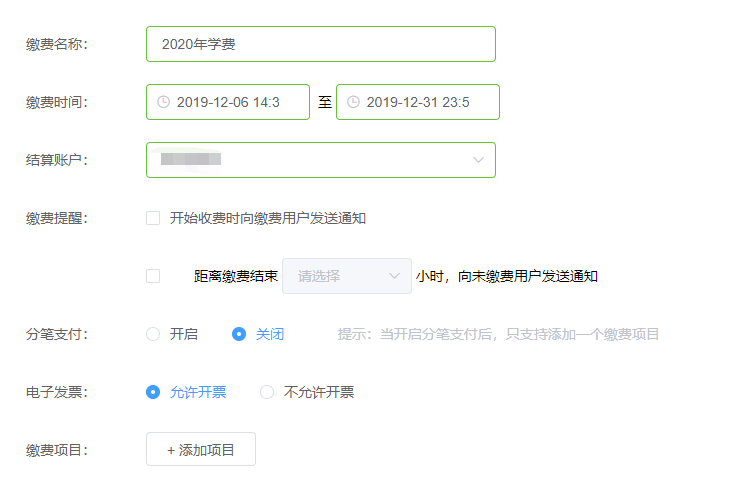 缴费名称： 2020年学费
缴费时间： 2019-12-06 14:3 至 2019-12-31 23:5
结算账户：
缴费提醒： 开始收费时向缴费用户发送通知
距离缴费结束 请选择 小时，向未缴费用户发送通知
分笔支付： 开启 关闭 提示：当开启分笔支付后，只支持添加一个缴费项目
电子发票： 允许开票 不允许开票
缴费项目： + 添加项目